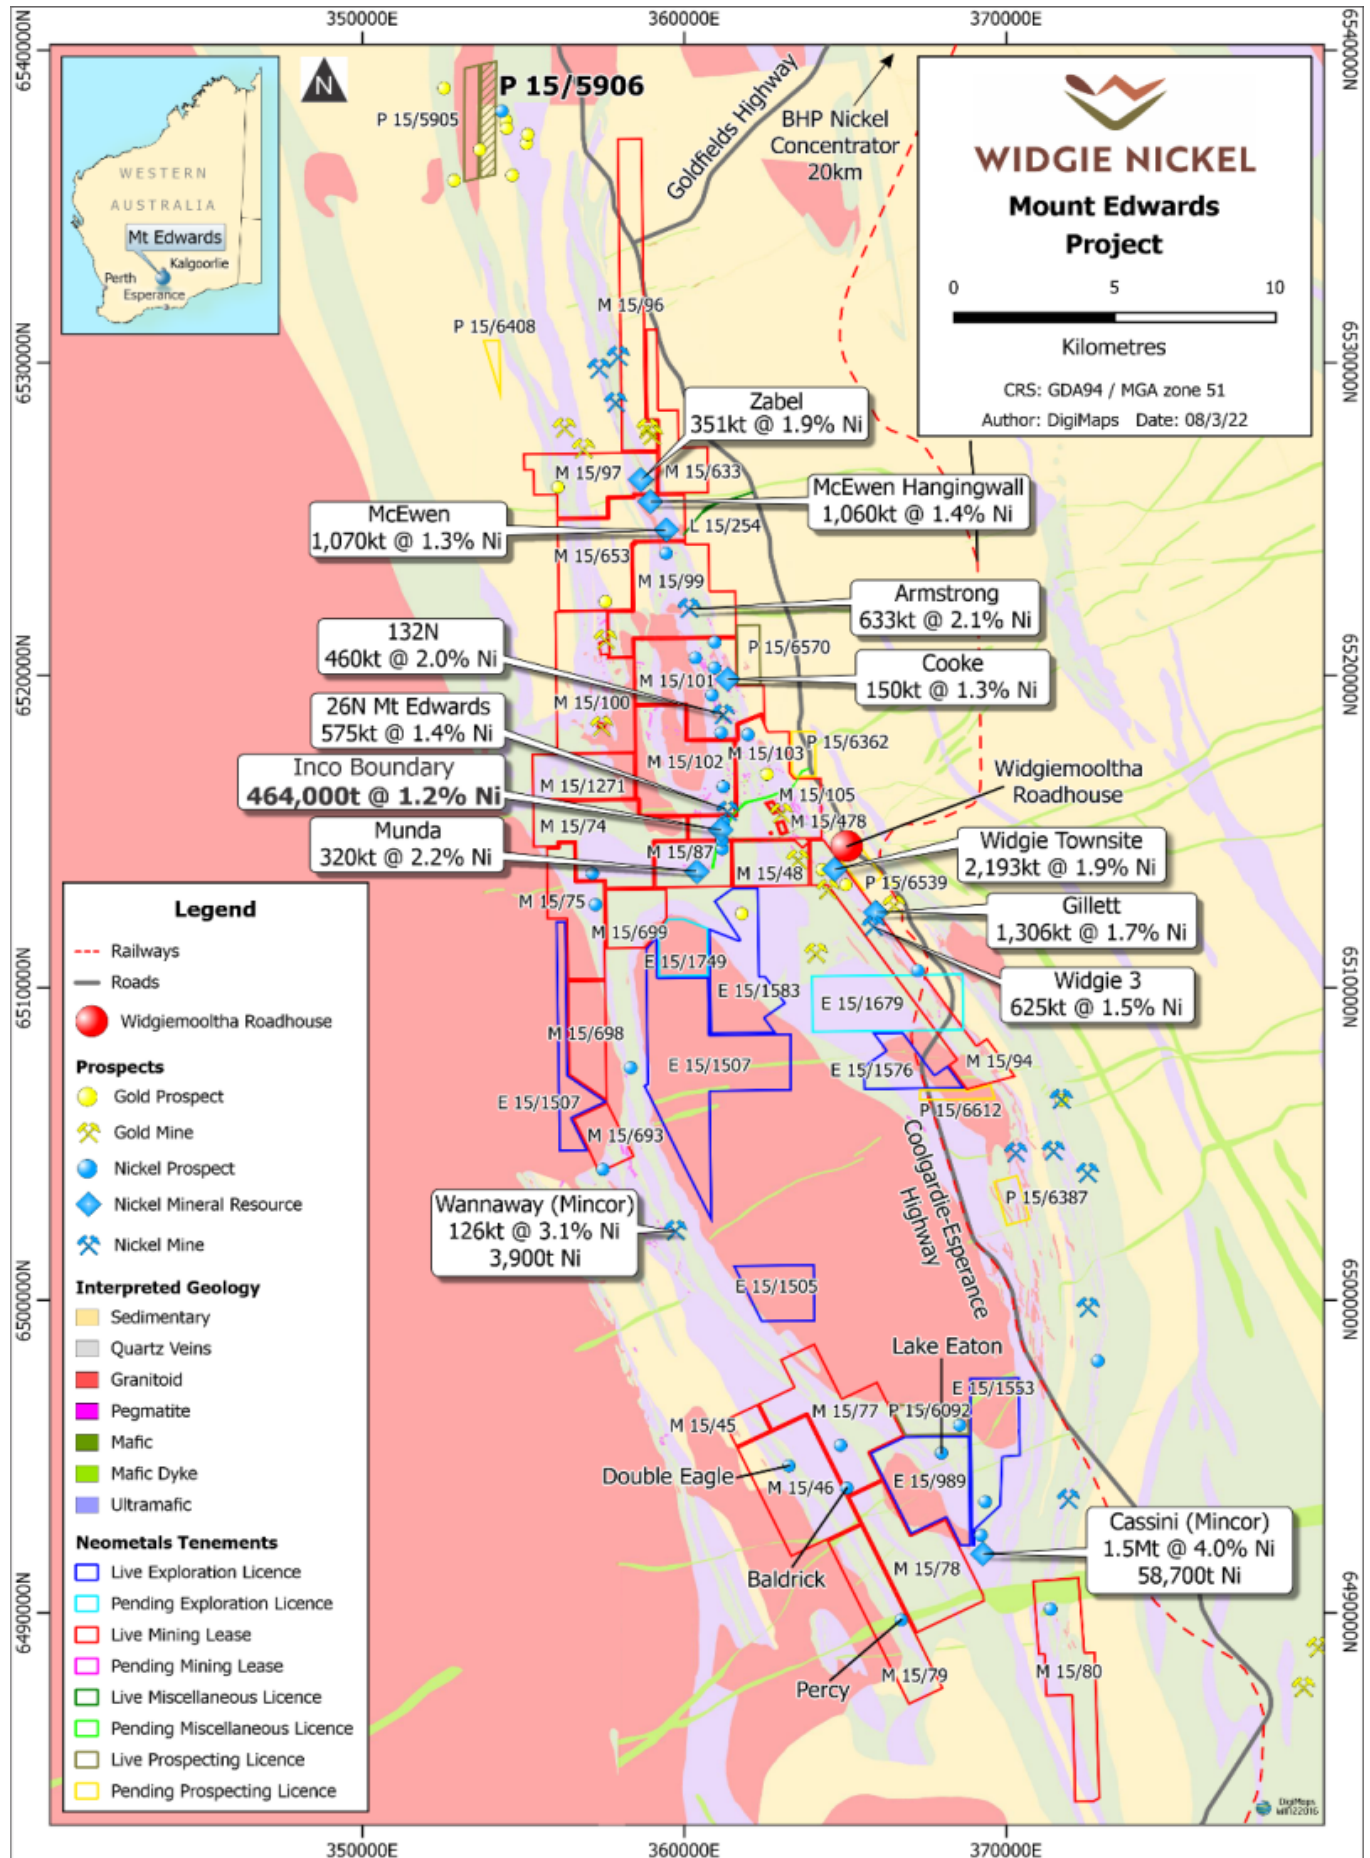 350000E
360000E
370000E
6540000N
6540000N
6530000N
6530000N
6520000N
6520000N
6510000N
6510000N
6500000N
6500000N
6490000N
6490000N
WESTERN
AUSTRALIA
Mt Edwards
Kalgoorlie
Perth
Esperance
N
P 15/5905
P 15/5906
Goldfields Highway
BHP Nickel
Concentrator
20km
WIDGIE NICKEL
Mount Edwards
Project
0
5
10
Kilometres
CRS: GDA94 / MGA zone 51
Author: DigiMaps Date: 08/3/22
M 15/96
P 15/6408
Zabel
351kt @ 1.9% Ni
M 15/97
M 15/633
McEwen Hangingwall
1,060kt @ 1.4% Ni
McEwen
1,070kt @ 1.3% Ni
L 15/254
M 15/653
M 15/99
Armstrong
633kt @ 2.1% Ni
132N
460kt @ 2.0% Ni
P 15/6570
Cooke
150kt @ 1.3% Ni
M 15/101
M 15/100
26N Mt Edwards
575kt @ 1.4% Ni
P 15/6362
M 15/103
M 15/102
Inco Boundary
464,000t @ 1.2% Ni
M 15/1271
M 15/105
Widgiemooltha
Roadhouse
M 15/478
M 15/74
Munda
320kt @ 2.2% Ni
M 15/87
M 15/48
Widgie Townsite
2,193kt @ 1.9% Ni
P 15/6539
M 15/75
Gillett
1,306kt @ 1.7% Ni
M 15/699
E 15/1749
Widgie 3
625kt @ 1.5% Ni
E 15/1583
E 15/1679
M 15/698
E 15/1507
E 15/1576
M 15/94
E 15/1507
P 15/6612
M 15/693
Coolgardie-Esperance
Highway
P 15/6387
Wannaway (Mincor)
126kt @ 3.1% Ni
3,900t Ni
E 15/1505
Lake Eaton
E 15/1553
M 15/77
P 15/6092
M 15/45
Double Eagle
M 15/46
E 15/989
Cassini (Mincor)
1.5Mt @ 4.0% Ni
58,700t Ni
Baldrick
M 15/78
M 15/79
M 15/80
Percy
Legend
Railways
Roads
Widgiemooltha Roadhouse
Prospects
Gold Prospect
Gold Mine
Nickel Prospect
Nickel Mineral Resource
Nickel Mine
Interpreted Geology
Sedimentary
Quartz Veins
Granitoid
Pegmatite
Mafic
Mafic Dyke
Ultramafic
Neometals Tenements
Live Exploration Licence
Pending Exploration Licence
Live Mining Lease
Pending Mining Lease
Live Miscellaneous Licence
Pending Miscellaneous Licence
Live Prospecting Licence
Pending Prospecting Licence
DigiMaps
350000E
360000E
370000E